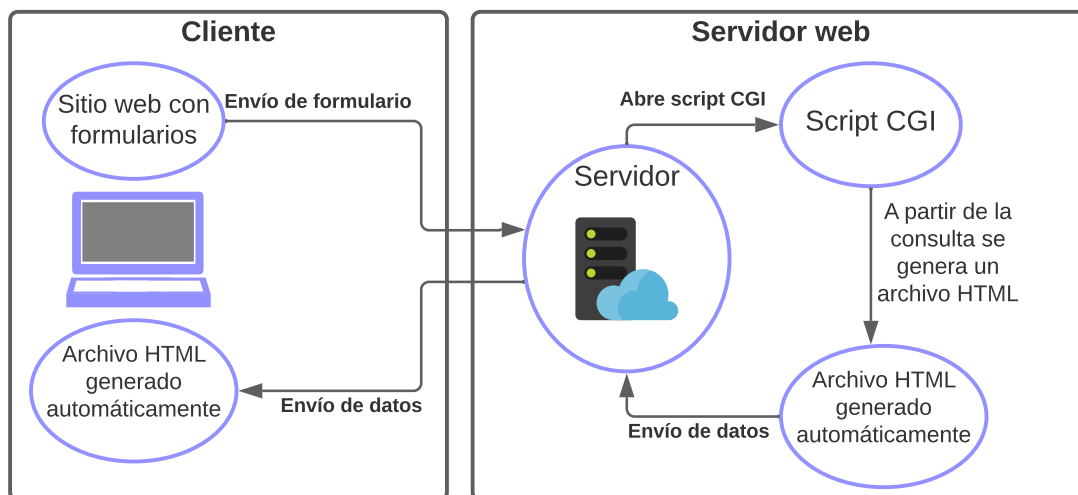 Cliente
Sitio web con
formularios
Envío de formulario
Archivo HTML
generado
automáticamente
Envío de datos
Servidor web
Servidor
Abre script CGI
Script CGI
A partir de la
consulta se
genera un
archivo HTML
Archivo HTML
generado
automáticamente
Envío de datos